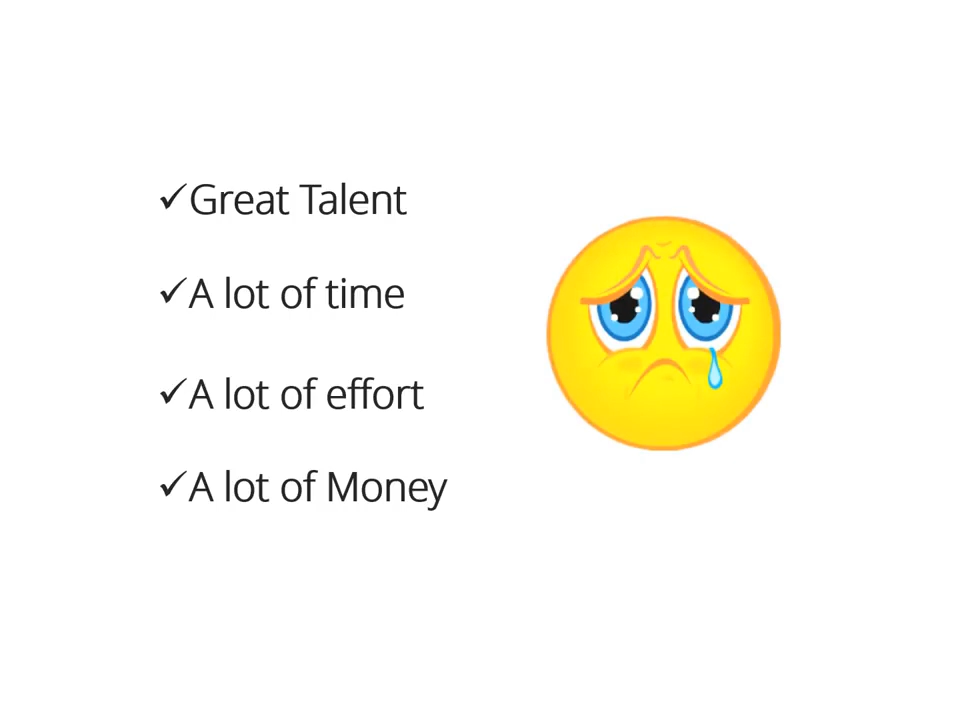 ✓Great Talent
✓A lot of time
✓A lot of effort
✓A lot of Money